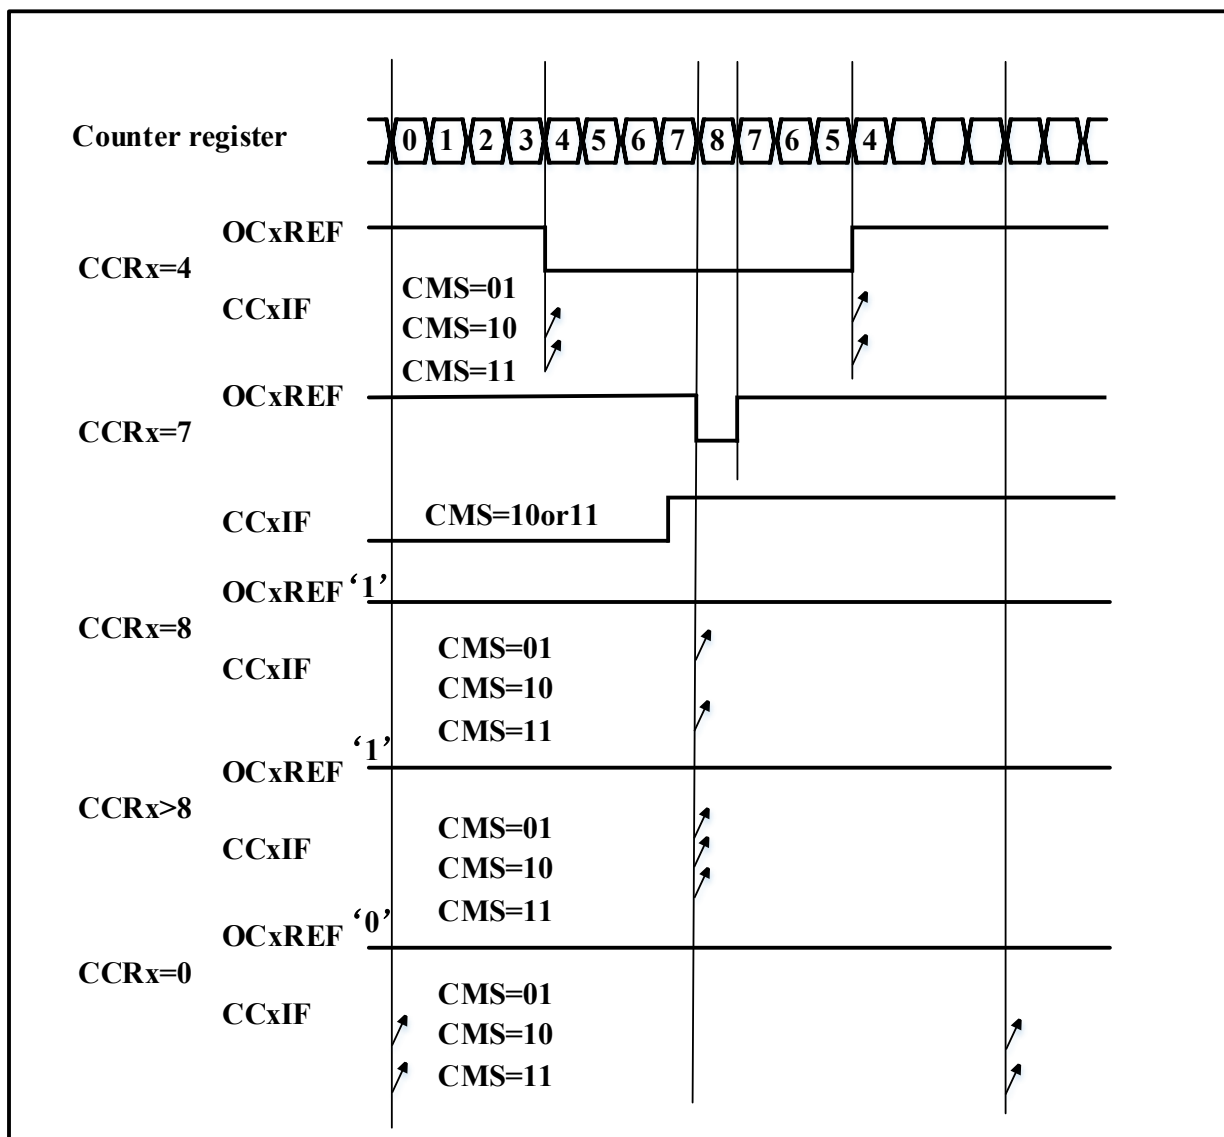 Counter register 0 1 2 3 4 5 6 7 8 7 6 5 4
OCxREF
CCRx=4
CMS=01
CCxIF
CMS=10
CMS=11
OCxREF
CCRx=7
CCxIF CMS=10or11
OCxREF ‘1’
CCRx=8
CMS=01
CCxIF
CMS=10
CMS=11
OCxREF ‘1’
CCRx>8
CMS=01
CCxIF
CMS=10
CMS=11
OCxREF ‘0’
CCRx=0
CMS=01
CCxIF
CMS=10
CMS=11